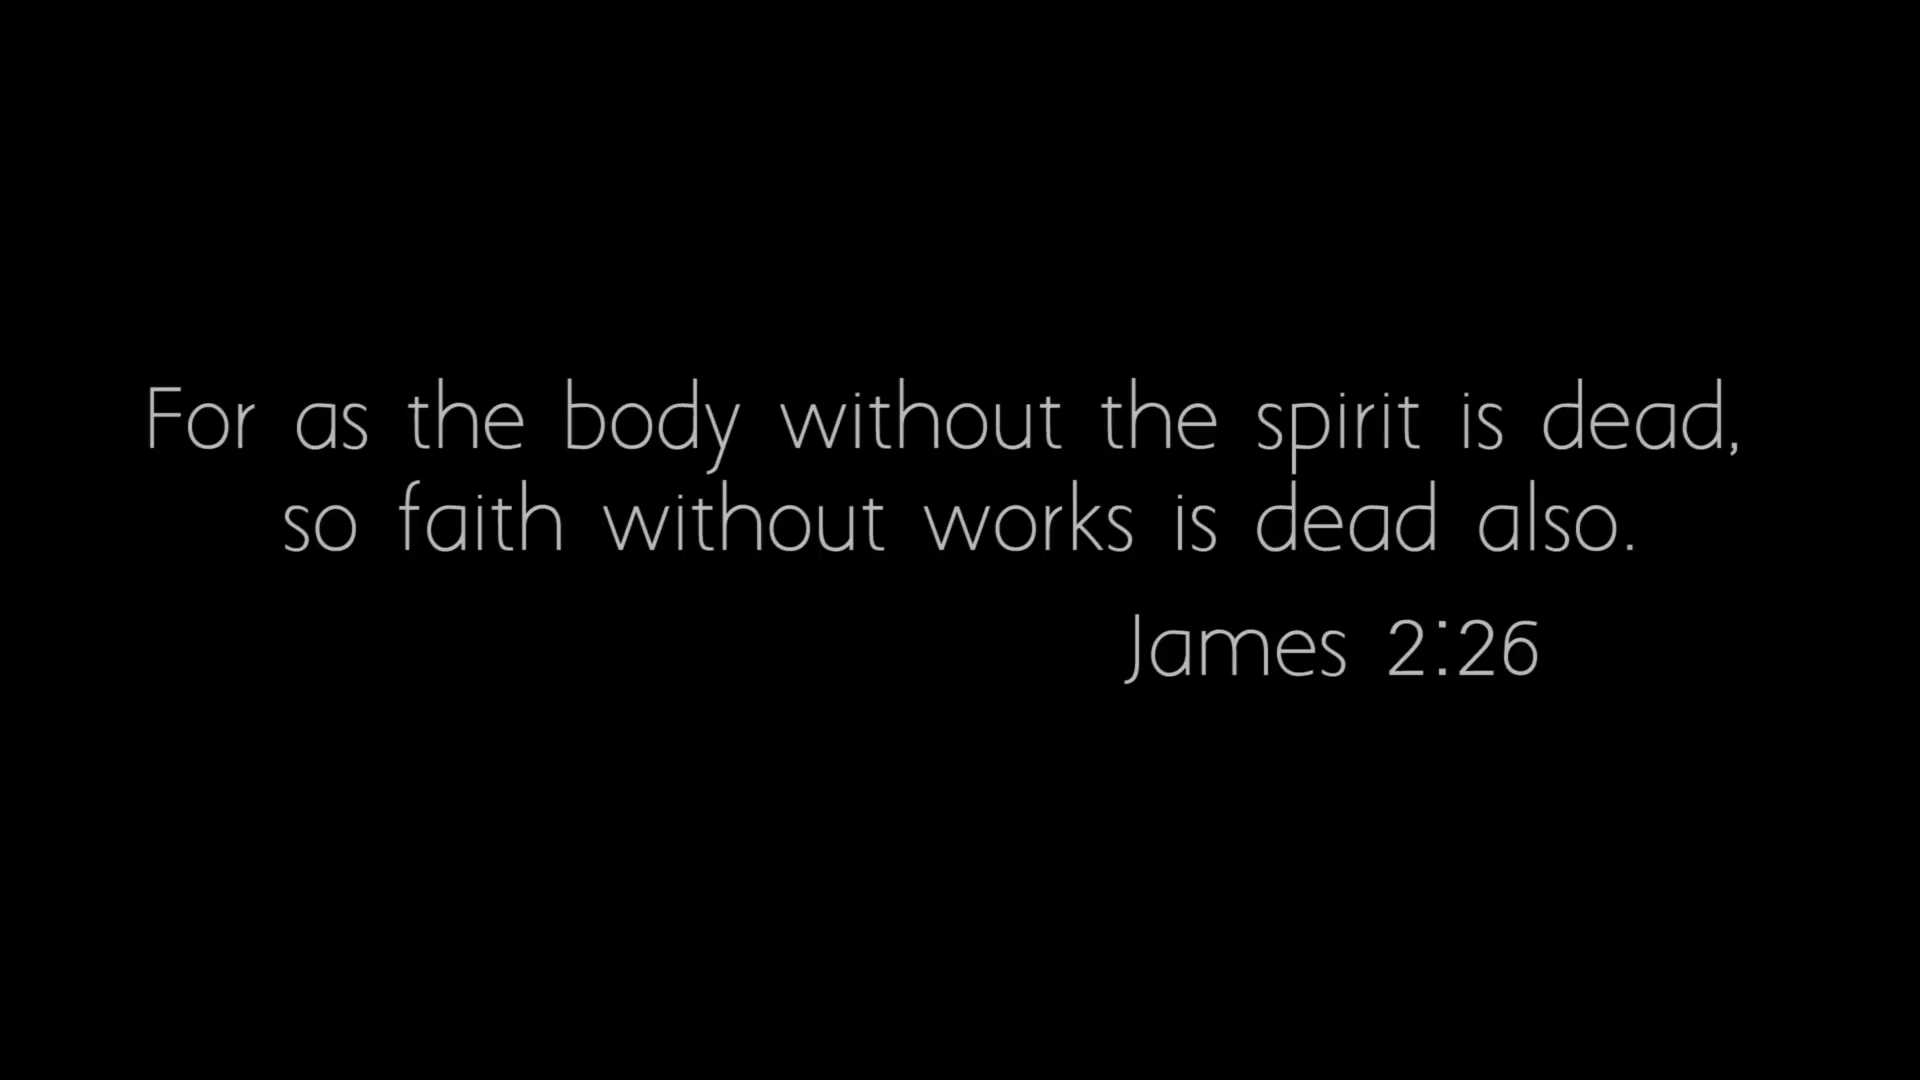 For as the body without the spirit is dead,
so faith without works is dead also.
James 2:26